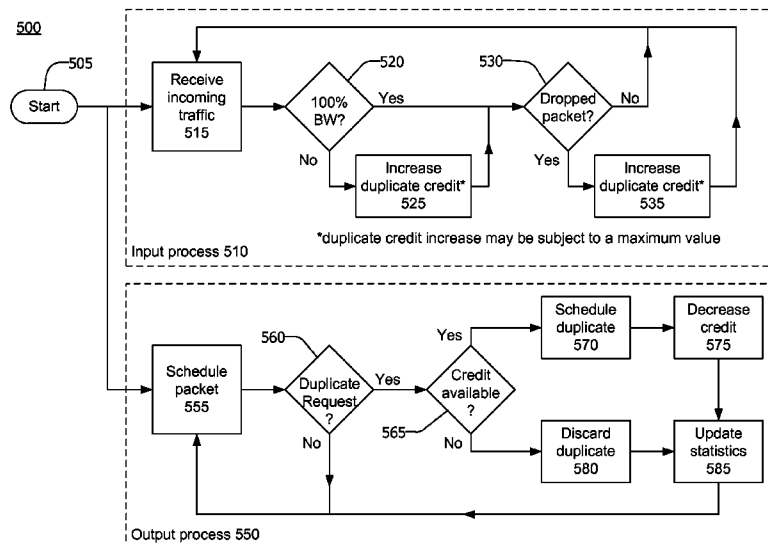 500
505
Start
Receive
incoming
traffic
515
520
100%
BW?
Yes
No
Increase
duplicate credit*
525
530
Dropped
packet?
No
Yes
Increase
duplicate credit*
535
*duplicate credit increase may be subject to a maximum value
Input process 510
Schedule
packet
555
560
Duplicate
Request
?
Yes
No
Credit
available
?
565
Yes
No
Schedule
duplicate
570
Decrease
credit
575
Discard
duplicate
580
Update
statistics
585
Output process 550